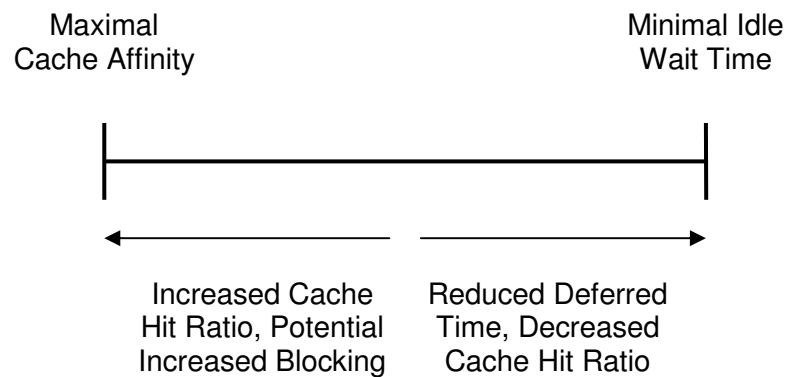 Maximal
Cache Affinity
Minimal Idle
Wait Time
Increased Cache
Hit Ratio, Potential
Increased Blocking
Reduced Deferred
Time, Decreased
Cache Hit Ratio